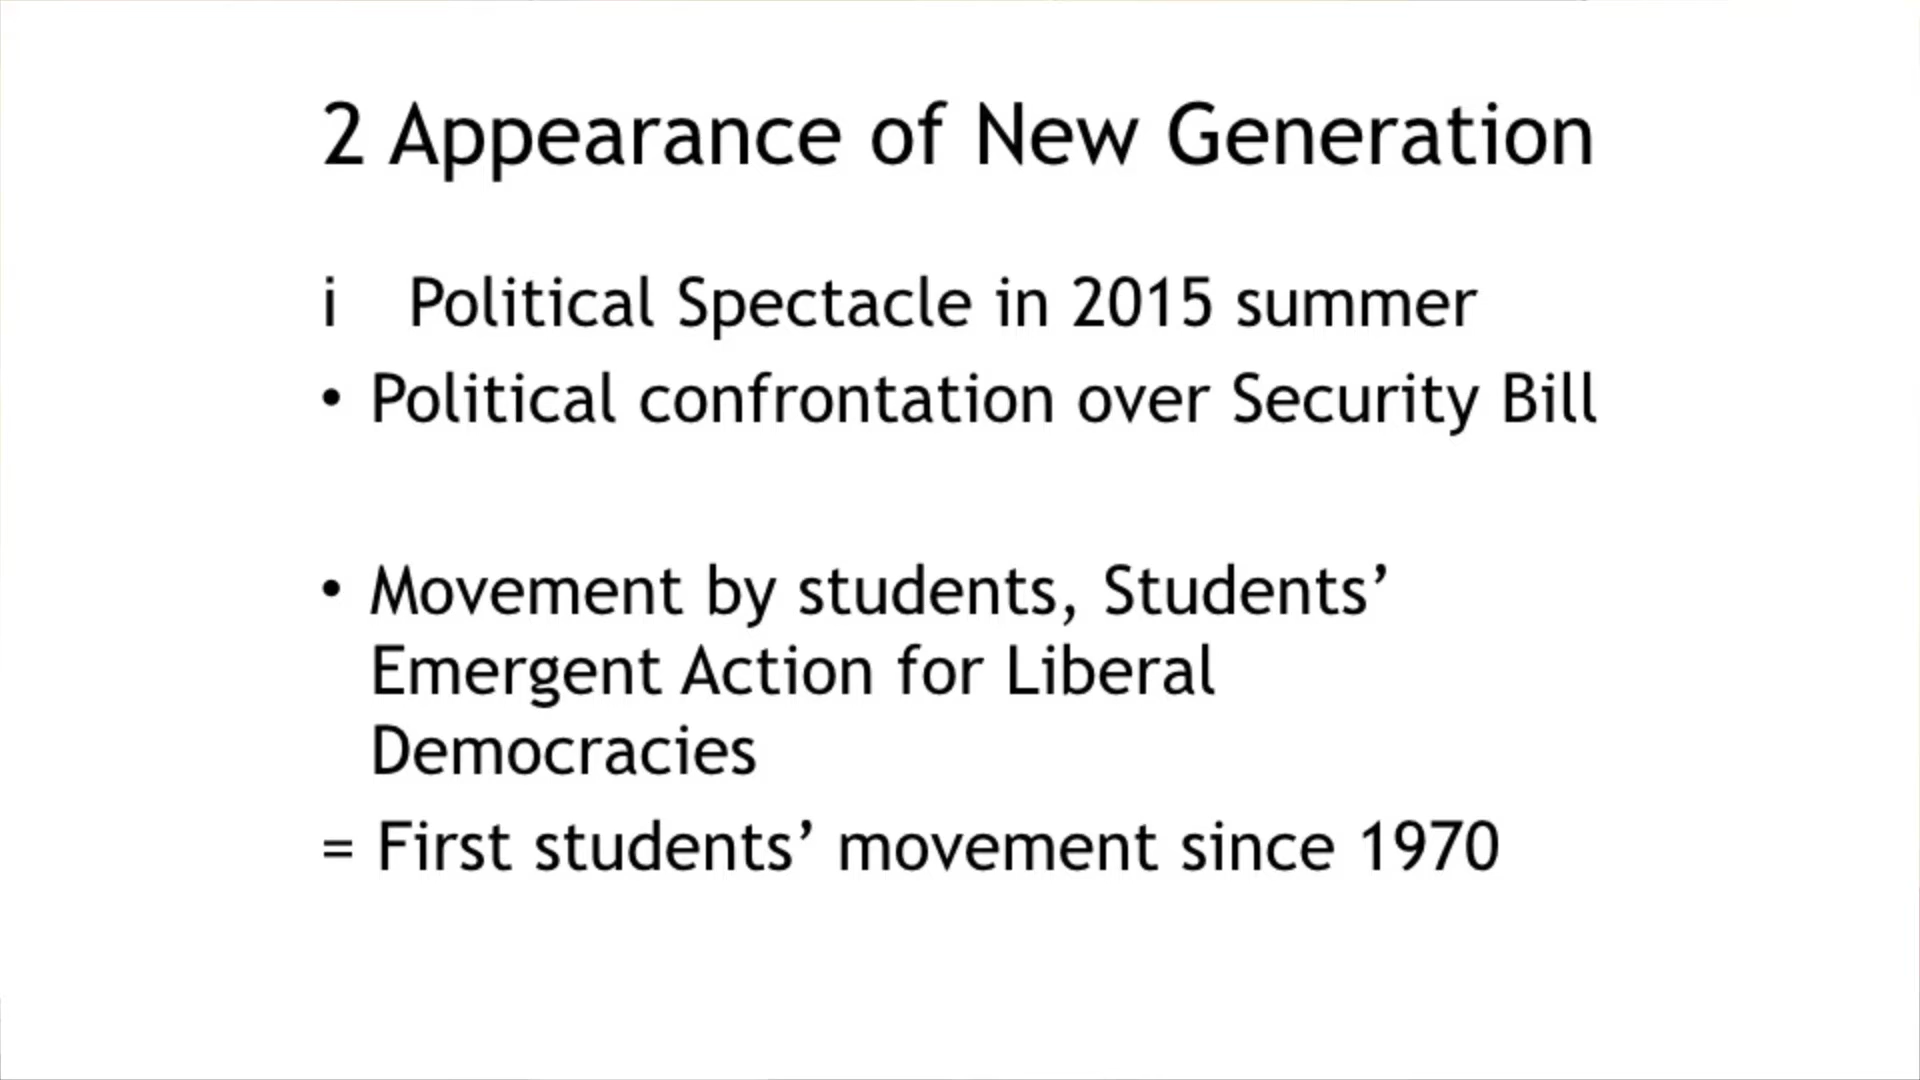 2 Appearance of New Generation
i Political Spectacle in 2015 summer
• Political confrontation over Security Bill
• Movement by students, Students’
Emergent Action for Liberal
Democracies
= First students’ movement since 1970